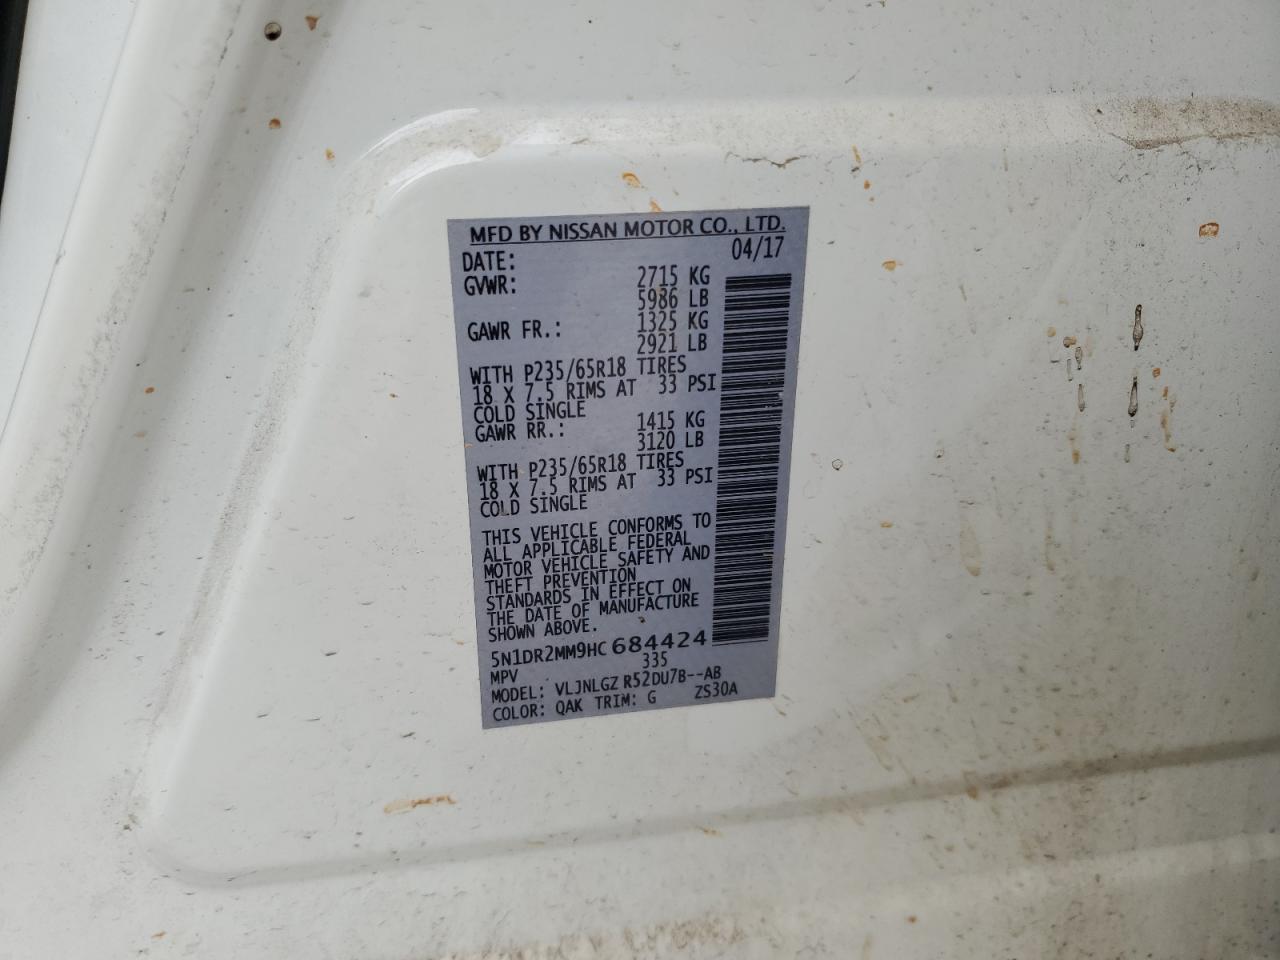 MFD BY NISSAN MOTOR CO., LTD.
DATE: 04/17
GVWR: 2715 KG
5986 LB
GAWR FR.: 1325 KG
2921 LB
WITH P235/65R18 TIRES
18 X 7.5 RIMS AT 33 PSI
COLD SINGLE
GAWR RR.: 1415 KG
3120 LB
WITH P235/65R18 TIRES
18 X 7.5 RIMS AT 33 PSI
COLD SINGLE
THIS VEHICLE CONFORMS TO
ALL APPLICABLE FEDERAL
MOTOR VEHICLE SAFETY AND
THEFT PREVENTION
STANDARDS IN EFFECT ON
THE DATE OF MANUFACTURE
SHOWN ABOVE.
5N1DR2MM9HC684424
MPV 335
MODEL: VLJNLGZ R52DU7B--AB
COLOR: QAK TRIM: G ZS30A